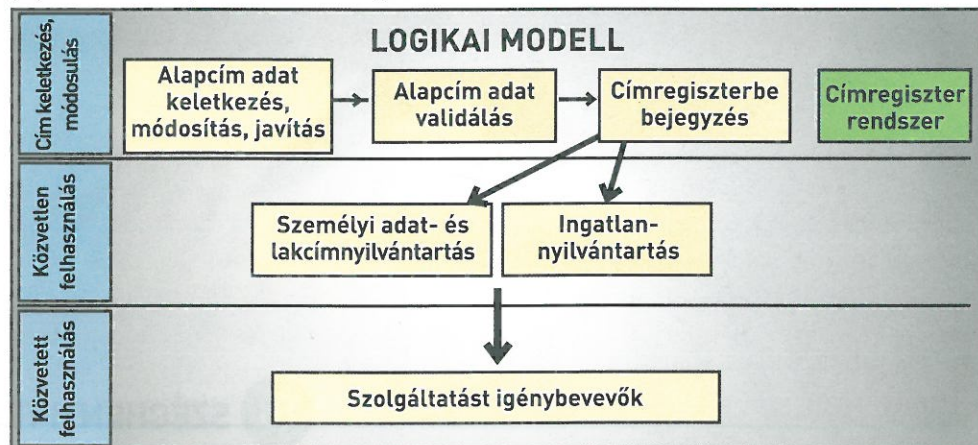 LOGIKAI MODELL
Cím keletkezés,
módosulás
Alapcím adat
keletkezés,
módosítás, javítás
Alapcím adat
validálás
Címregiszterbe
bejegyzés
Címregiszter
rendszer
Közvetlen
felhasználás
Személyi adat- és
lakcímnyilvántartás
Ingatlan-
nyilvántartás
Közvetett
felhasználás
Szolgáltatást igénybevevők